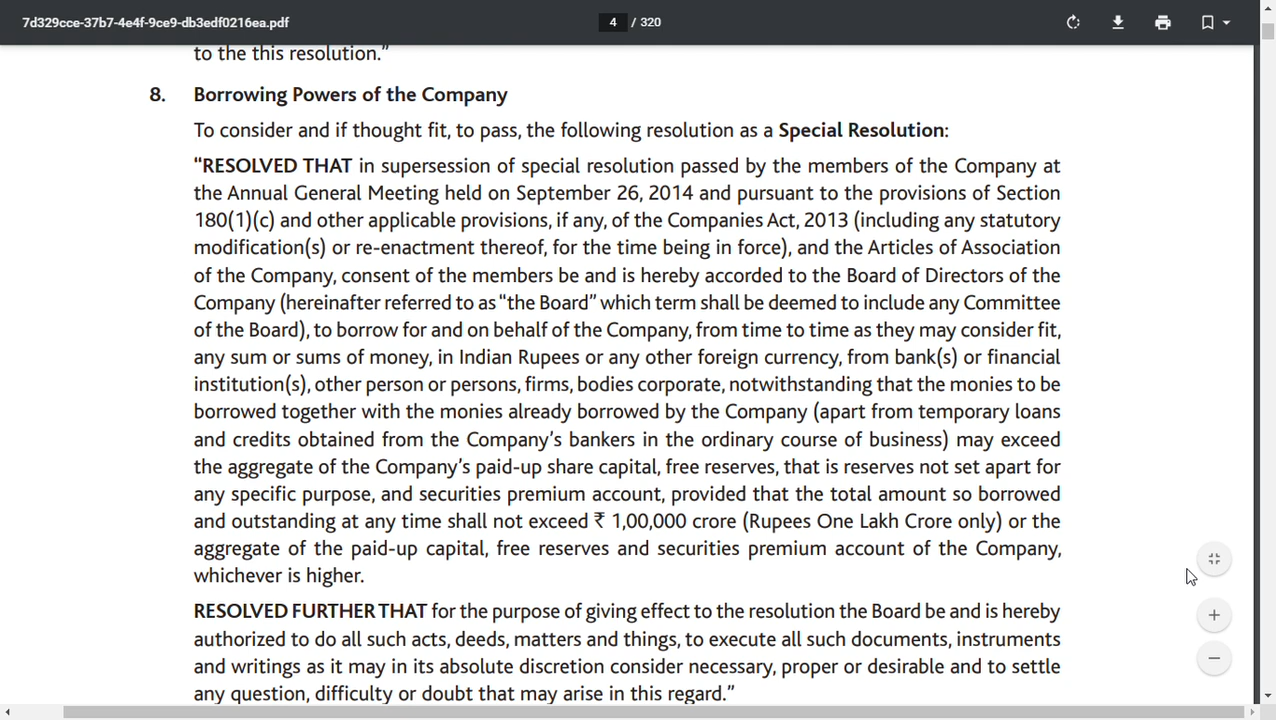 7d329cce-37b7-4e4f-9ce9-db3edf0216ea.pdf
4 / 320
to the this resolution.”
8. Borrowing Powers of the Company
To consider and if thought fit, to pass, the following resolution as a Special Resolution:
“RESOLVED THAT in supersession of special resolution passed by the members of the Company at
the Annual General Meeting held on September 26, 2014 and pursuant to the provisions of Section
180(1)(c) and other applicable provisions, if any, of the Companies Act, 2013 (including any statutory
modification(s) or re-enactment thereof, for the time being in force), and the Articles of Association
of the Company, consent of the members be and is hereby accorded to the Board of Directors of the
Company (hereinafter referred to as “the Board” which term shall be deemed to include any Committee
of the Board), to borrow for and on behalf of the Company, from time to time as they may consider fit,
any sum or sums of money, in Indian Rupees or any other foreign currency, from bank(s) or financial
institution(s), other person or persons, firms, bodies corporate, notwithstanding that the monies to be
borrowed together with the monies already borrowed by the Company (apart from temporary loans
and credits obtained from the Company’s bankers in the ordinary course of business) may exceed
the aggregate of the Company’s paid-up share capital, free reserves, that is reserves not set apart for
any specific purpose, and securities premium account, provided that the total amount so borrowed
and outstanding at any time shall not exceed ₹ 1,00,000 crore (Rupees One Lakh Crore only) or the
aggregate of the paid-up capital, free reserves and securities premium account of the Company,
whichever is higher.
RESOLVED FURTHER THAT for the purpose of giving effect to the resolution the Board be and is hereby
authorized to do all such acts, deeds, matters and things, to execute all such documents, instruments
and writings as it may in its absolute discretion consider necessary, proper or desirable and to settle
any question, difficulty or doubt that may arise in this regard.”